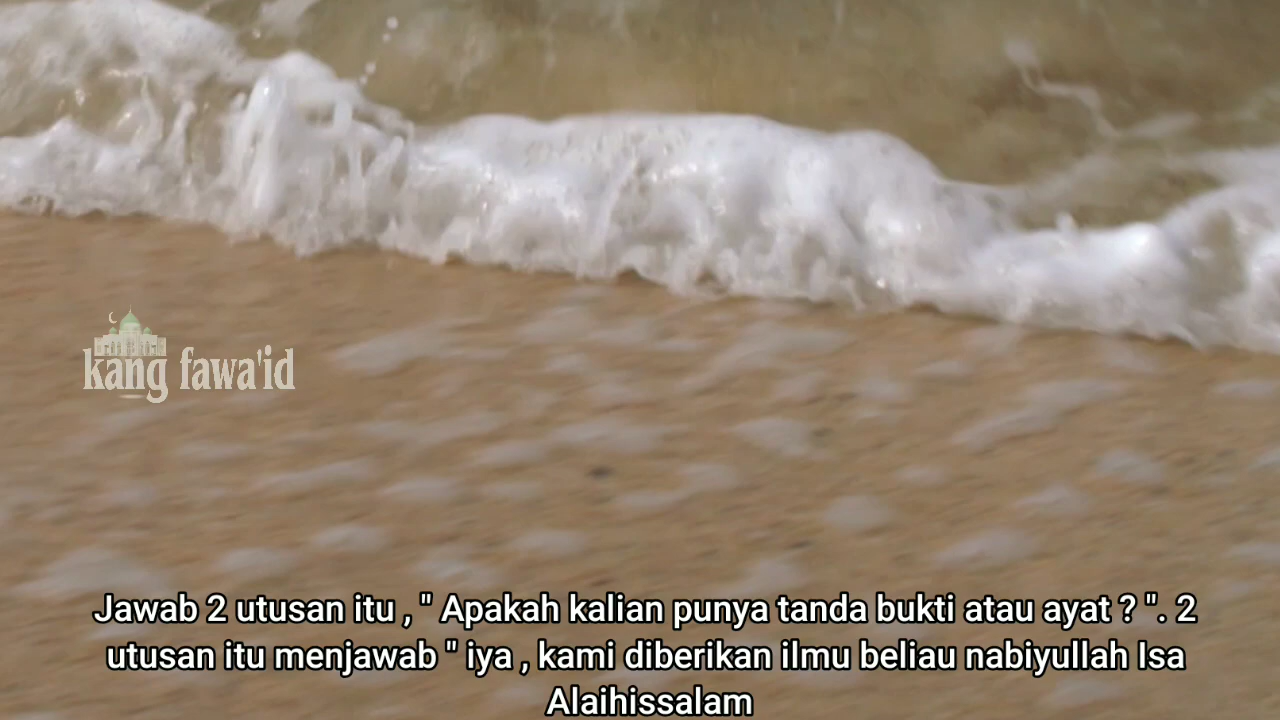 kang fawa'id
Jawab 2 utusan itu , " Apakah kalian punya tanda bukti atau ayat ? ". 2
utusan itu menjawab " iya , kami diberikan ilmu beliau nabiyullah Isa
Alaihissalam